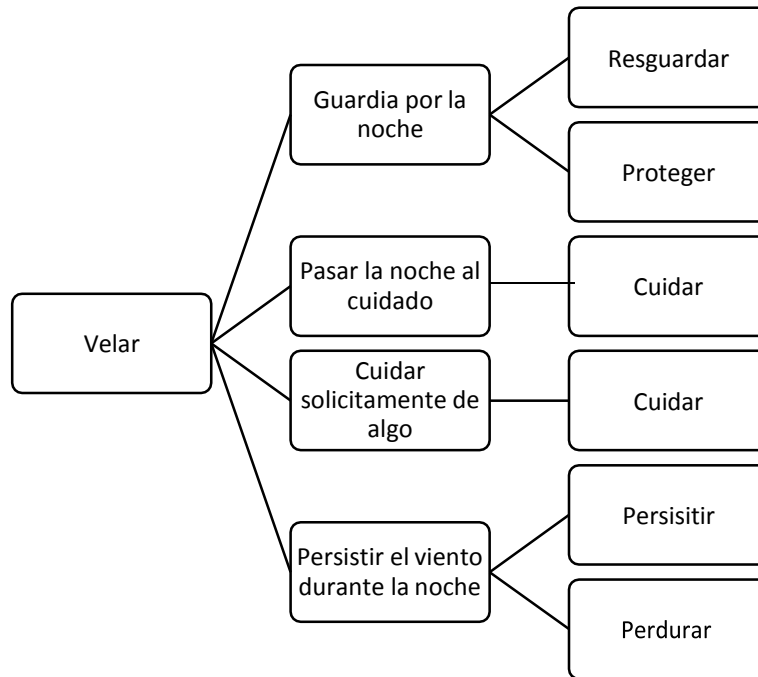 Velar
Guardia por la
noche
Resguardar
Proteger
Pasar la noche al
cuidado
Cuidar
Cuidar
solicitamente de
algo
Cuidar
Persistir el viento
durante la noche
Persisitir
Perdurar